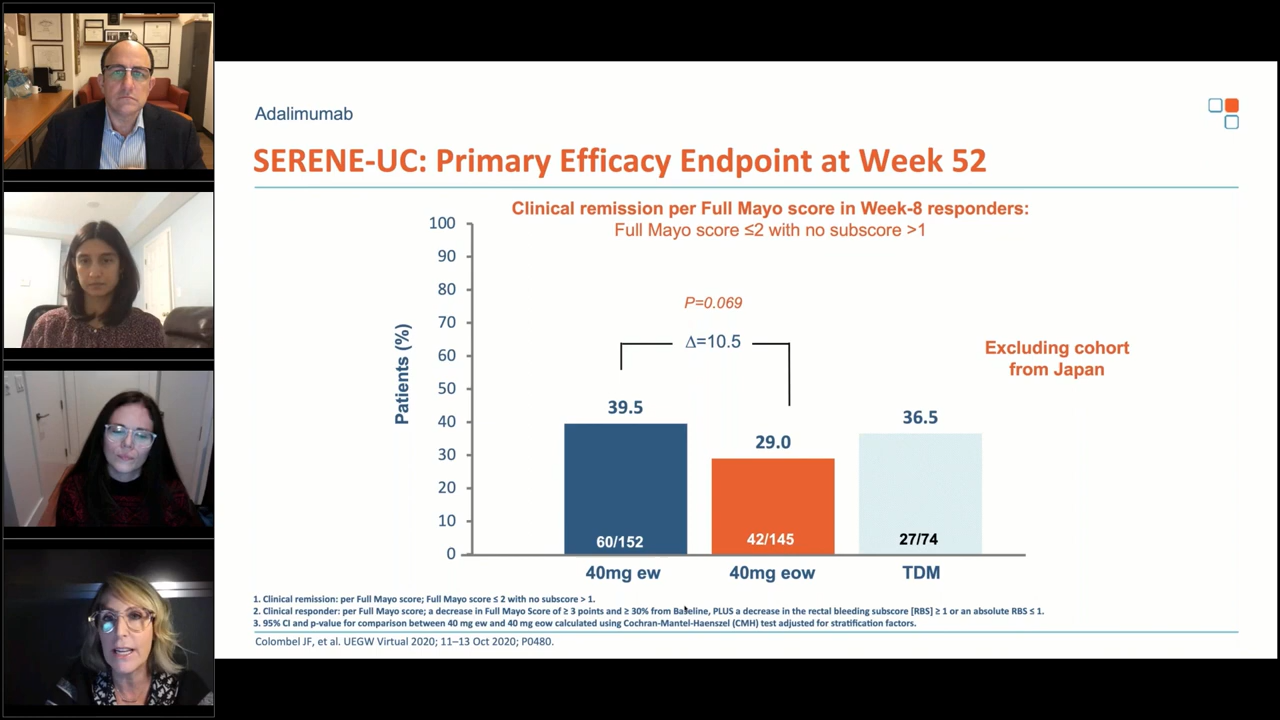 Adalimumab
SERENE-UC: Primary Efficacy Endpoint at Week 52
Clinical remission per Full Mayo score in Week-8 responders:
Full Mayo score ≤2 with no subscore >1
Patients (%)
100
90
80
70
60
50
40
30
20
10
0
P=0.069
Δ=10.5
39.5
29.0
36.5
60/152
42/145
27/74
40mg ew
40mg eow
TDM
Excluding cohort
from Japan
1. Clinical remission: per Full Mayo score; Full Mayo score ≤ 2 with no subscore > 1.
2. Clinical responder: per Full Mayo score; a decrease in Full Mayo Score of ≥ 3 points and ≥ 30% from Baseline, PLUS a decrease in the rectal bleeding subscore [RBS] ≥ 1 or an absolute RBS ≤ 1.
3. 95% CI and p-value for comparison between 40 mg ew and 40 mg eow calculated using Cochran-Mantel-Haenszel (CMH) test adjusted for stratification factors.
Colombel JF, et al. UEGW Virtual 2020; 11–13 Oct 2020; P0480.